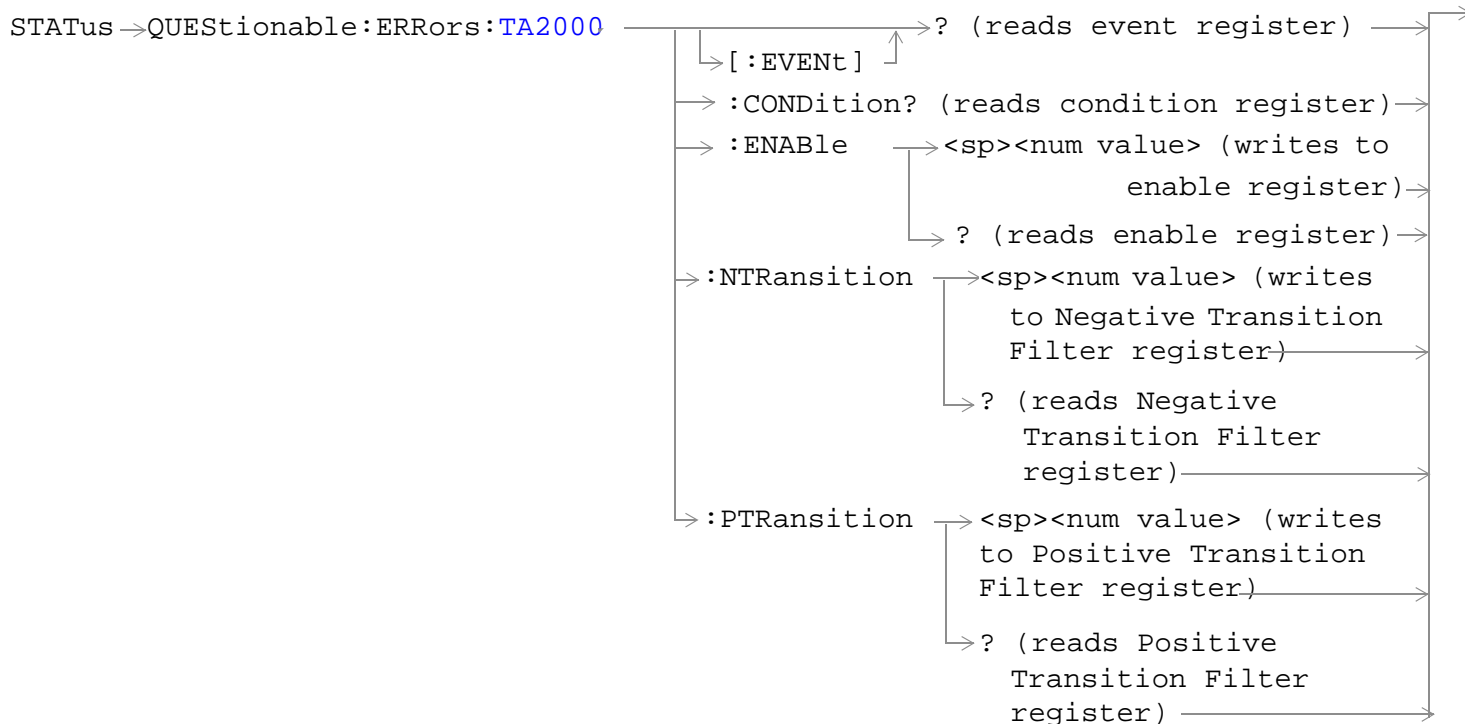 STATus QUEStionable:ERRors:TA2000 ? (reads event register)
[:EVENt]
:CONDition? (reads condition register)
:ENABle <sp><num value> (writes to
enable register)
? (reads enable register)
:NTRansition <sp><num value> (writes
to Negative Transition
Filter register)
? (reads Negative
Transition Filter
register)
:PTRansition <sp><num value> (writes
to Positive Transition
Filter register)
? (reads Positive
Transition Filter
register)